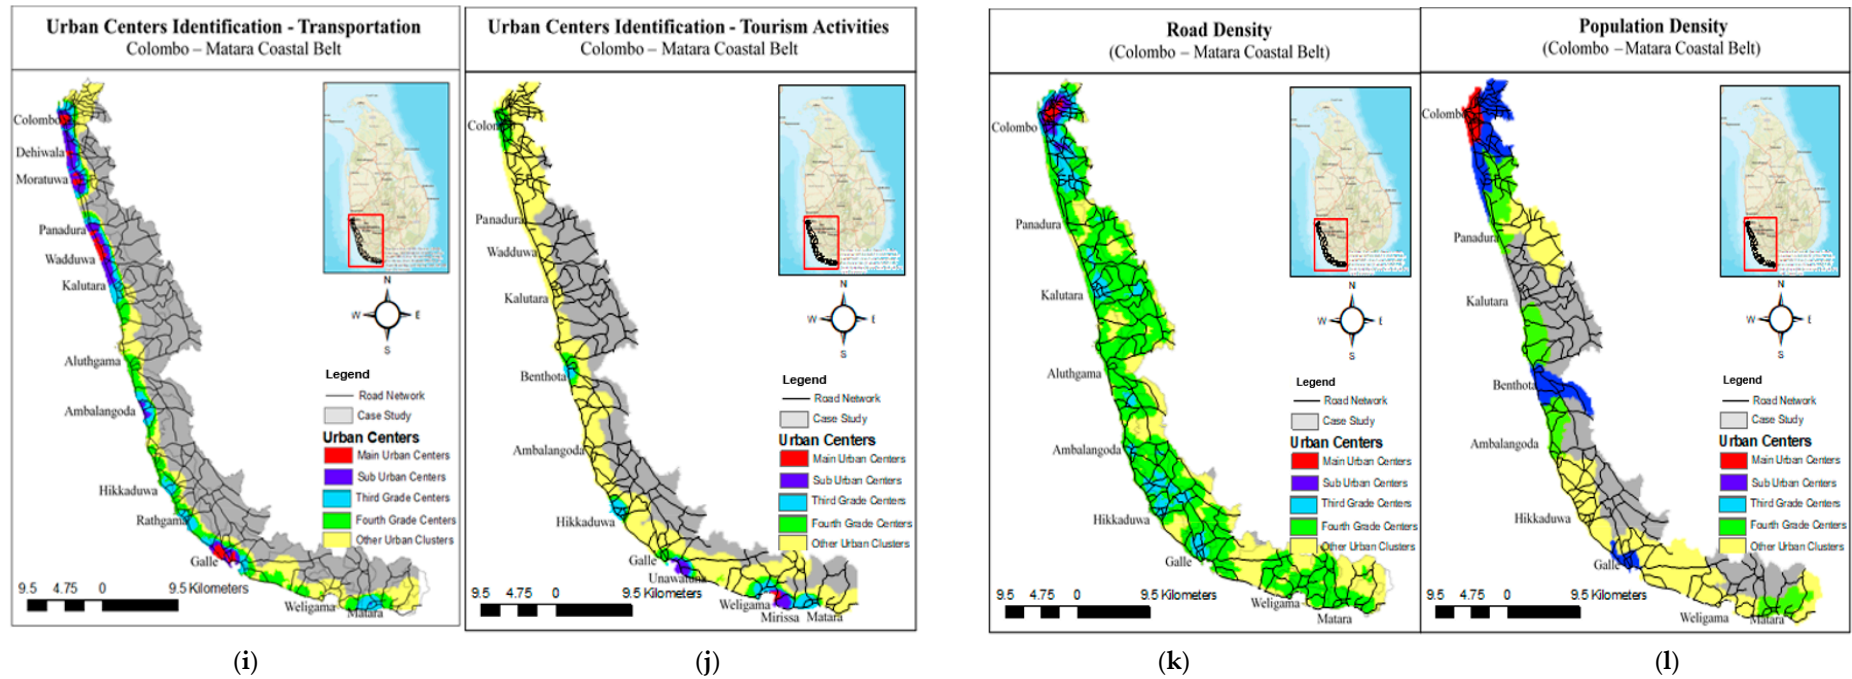 Urban Centers Identification - Transportation
Colombo – Matara Coastal Belt
Colombo
Dehiwala
Moratuwa
Panadura
Wadduwa
Kalutara
Aluthgama
Ambalangoda
Hikkaduwa
Rathgama
Galle
Weligama
Matara
N
W
E
S
Legend
Road Network
Case Study
Urban Centers
Main Urban Centers
Sub Urban Centers
Third Grade Centers
Fourth Grade Centers
Other Urban Clusters
9.5 4.75 0 9.5 Kilometers
(i)
Urban Centers Identification - Tourism Activities
Colombo – Matara Coastal Belt
Colombo
Panadura
Wadduwa
Kalutara
Benthota
Ambalangoda
Hikkaduwa
Galle
Unawatuna
Weligama
Mirissa
Matara
N
W
E
S
Legend
Road Network
Case Study
Urban Centers
Main Urban Centers
Sub Urban Centers
Third Grade Centers
Fourth Grade Centers
Other Urban Clusters
9.5 4.75 0 9.5 Kilometers
(j)
Road Density
(Colombo – Matara Coastal Belt)
Colombo
Panadura
Kalutara
Aluthgama
Ambalangoda
Hikkaduwa
Galle
Weligama
Matara
N
W
E
S
Legend
Road Network
Case Study
Urban Centers
Main Urban Centers
Sub Urban Centers
Third Grade Centers
Fourth Grade Centers
Other Urban Clusters
9.5 4.75 0 9.5 Kilometers
(k)
Population Density
(Colombo – Matara Coastal Belt)
Colombo
Panadura
Kalutara
Benthota
Ambalangoda
Hikkaduwa
Galle
Weligama
Matara
N
W
E
S
Legend
Road Network
Case Study
Urban Centers
Main Urban Centers
Sub Urban Centers
Third Grade Centers
Fourth Grade Centers
Other Urban Clusters
9.5 4.75 0 9.5 Kilometers
(l)